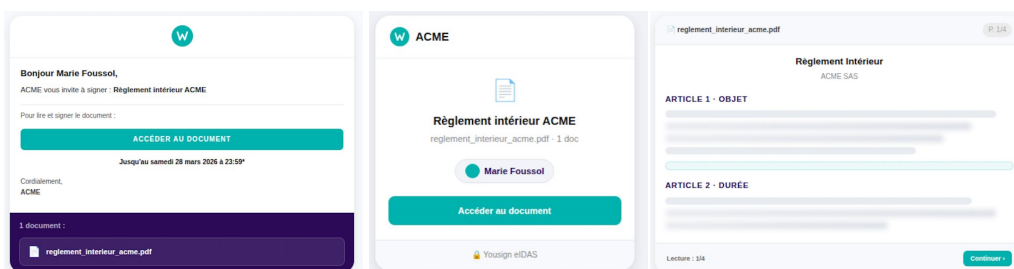 W
Bonjour Marie Foussol,
ACME vous invite à signer : Règlement intérieur ACME
Pour lire et signer le document :
ACCÉDER AU DOCUMENT
Jusqu'au samedi 28 mars 2026 à 23:59*
Cordialement,
ACME
1 document :
reglement_interieur_acme.pdf
W ACME
Règlement intérieur ACME
reglement_interieur_acme.pdf · 1 doc
Marie Foussol
Accéder au document
Yousign eIDAS
reglement_interieur_acme.pdf
P. 1/4
Règlement Intérieur
ACME SAS
ARTICLE 1 · OBJET
ARTICLE 2 · DURÉE
Lecture : 1/4
Continuer ›